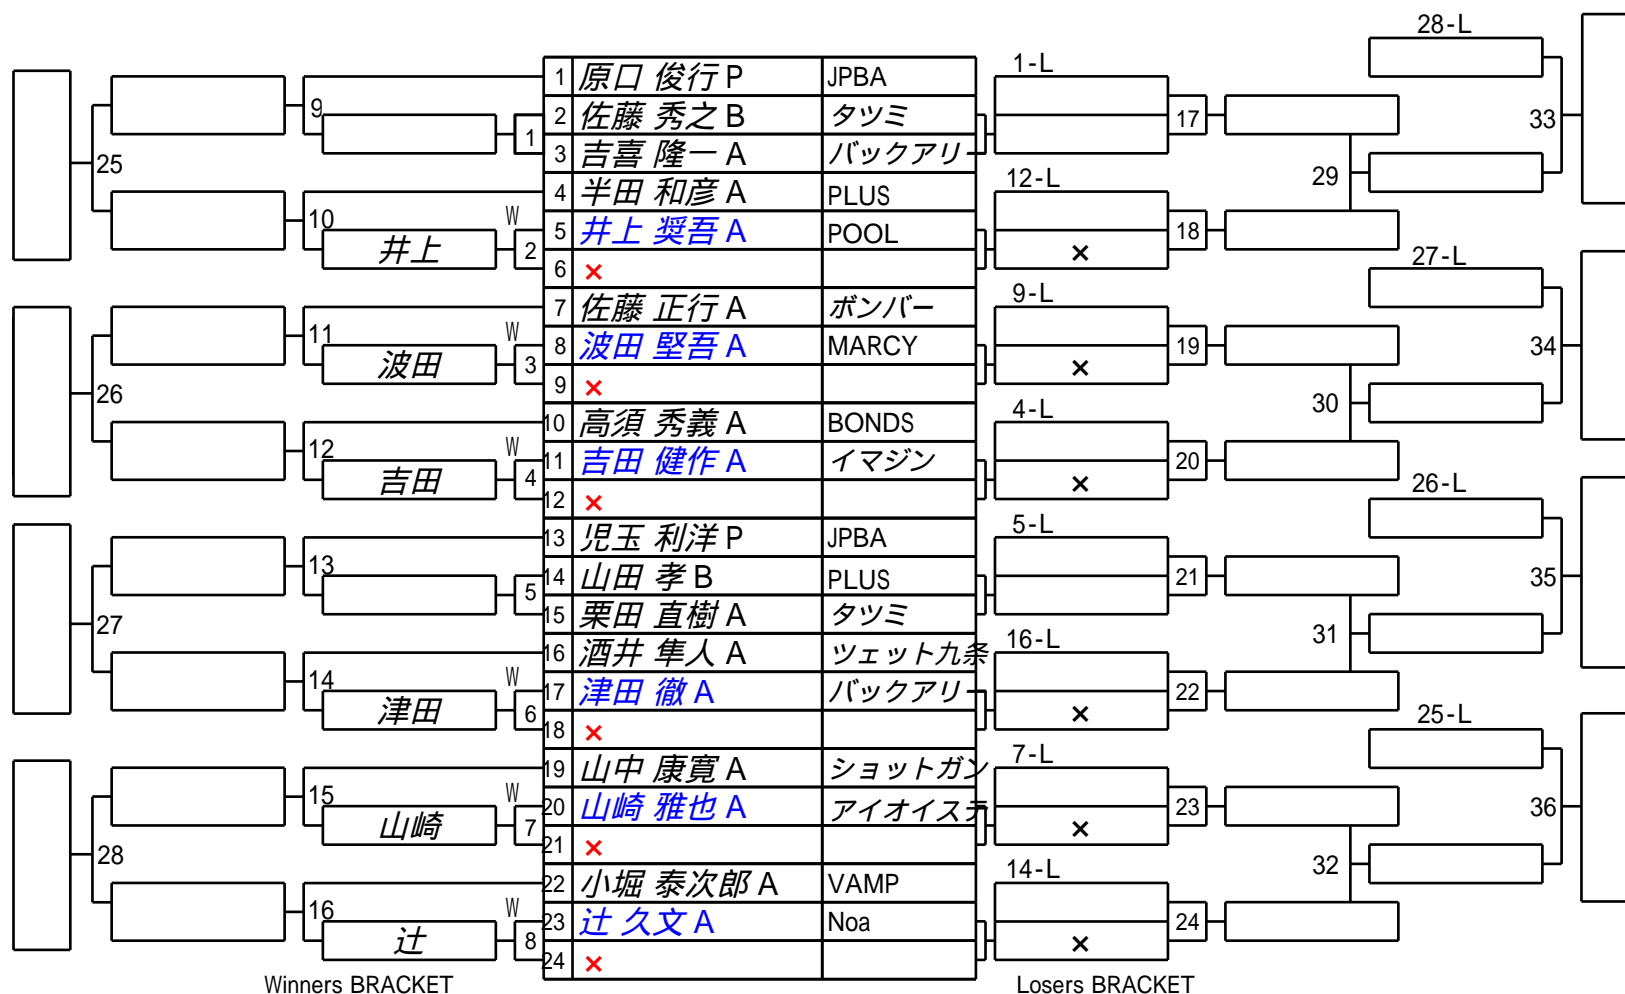 28-L
1-L
1 原口 俊行 P JPBA
9 2 佐藤 秀之 B タツミ 17 33
1
3 吉喜 隆一 A バックアリー
25 29
4 半田 和彦 A PLUS 12-L
10 W 5 井上 奨吾 A POOL 18
井上 2 ×
6 × 27-L
7 佐藤 正行 A ボンバー 9-L
11 W 8 波田 堅吾 A MARCY 19 34
波田 3 ×
9 ×
26 30
10 高須 秀義 A BONDS 4-L
12 W 11 吉田 健作 A イマジン 20
吉田 4 ×
12 × 26-L
13 児玉 利洋 P JPBA 5-L
13 14 山田 孝 B PLUS 21 35
5
15 栗田 直樹 A タツミ
27 31
16 酒井 隼人 A ツェット九条 16-L
14 W 17 津田 徹 A バックアリー 22
津田 6 ×
18 × 25-L
19 山中 康寛 A ショットガン 7-L
15 W 20 山崎 雅也 A アイオイステ 23 36
山崎 7 ×
21 ×
28 32
22 小堀 泰次郎 A VAMP 14-L
16 W 23 辻 久文 A Noa 24
辻 8 ×
24 ×
Winners BRACKET Losers BRACKET